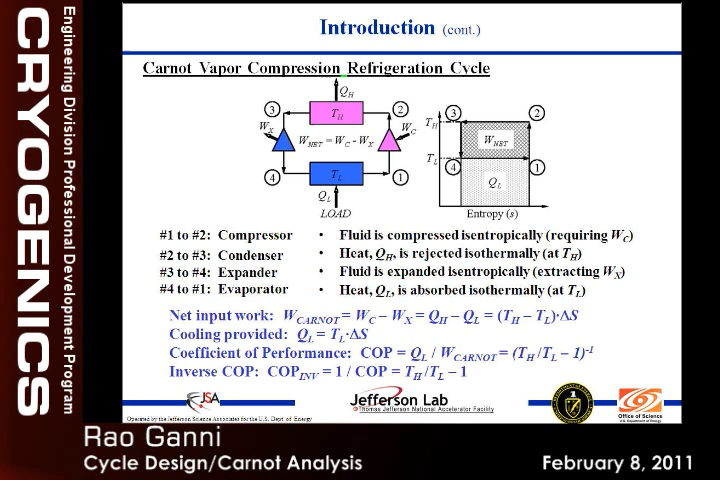 Engineering Division Professional Development Program
CRYOGENICS
Introduction (cont.)
Carnot Vapor Compression Refrigeration Cycle
Q_H
3 T_H 2
W_X W_NET = W_C - W_X W_C
4 T_L 1
Q_L
LOAD
T_H 3 2
W_NET
T_L 4 1
Q_L
Entropy (s)
#1 to #2: Compressor • Fluid is compressed isentropically (requiring W_C)
#2 to #3: Condenser • Heat, Q_H, is rejected isothermally (at T_H)
#3 to #4: Expander • Fluid is expanded isentropically (extracting W_X)
#4 to #1: Evaporator • Heat, Q_L, is absorbed isothermally (at T_L)
Net input work: W_CARNOT = W_C – W_X = Q_H – Q_L = (T_H – T_L)·ΔS
Cooling provided: Q_L = T_L·ΔS
Coefficient of Performance: COP = Q_L / W_CARNOT = (T_H /T_L – 1)^-1
Inverse COP: COP_INV = 1 / COP = T_H /T_L – 1
JSA
Jefferson Lab
Thomas Jefferson National Accelerator Facility
1
Office of Science
U.S. Department of Energy
Operated by the Jefferson Science Associates for the U.S. Dept. of Energy
Rao Ganni
Cycle Design/Carnot Analysis
February 8, 2011